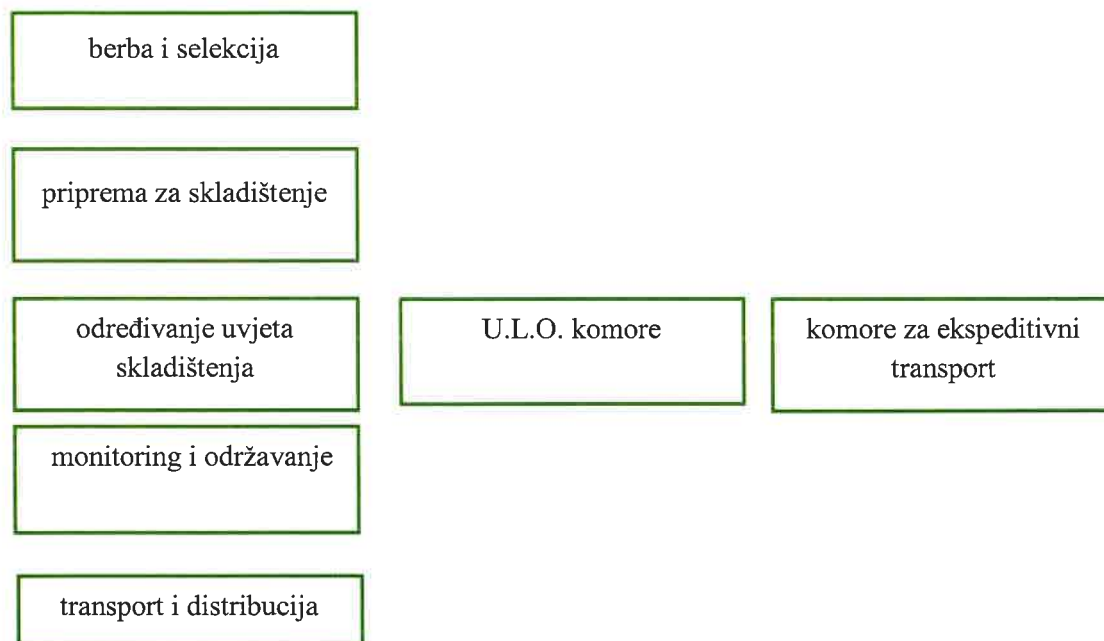 berba i selekcija
priprema za skladištenje
određivanje uvjeta
skladištenja
U.L.O. komore
komore za ekspeditivni
transport
monitoring i održavanje
transport i distribucija